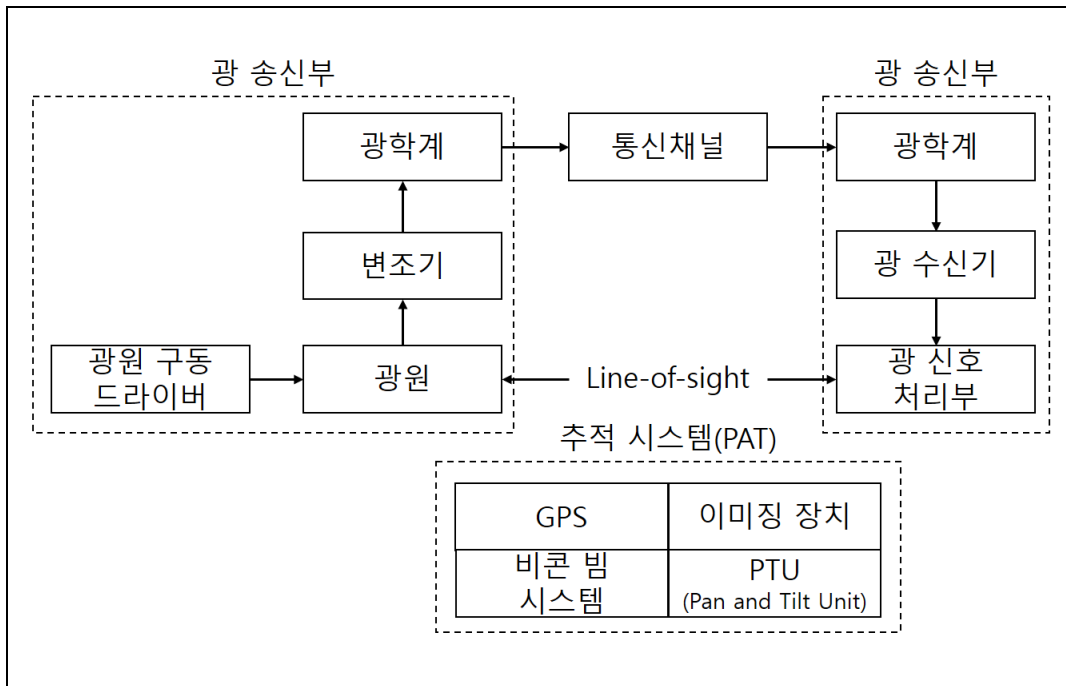 광 송신부
광 송신부
광학계
통신채널
광학계
변조기
광 수신기
광원 구동
드라이버
광원
Line-of-sight
광 신호
처리부
추적 시스템(PAT)
GPS
이미징 장치
비콘 빔
시스템
PTU
(Pan and Tilt Unit)